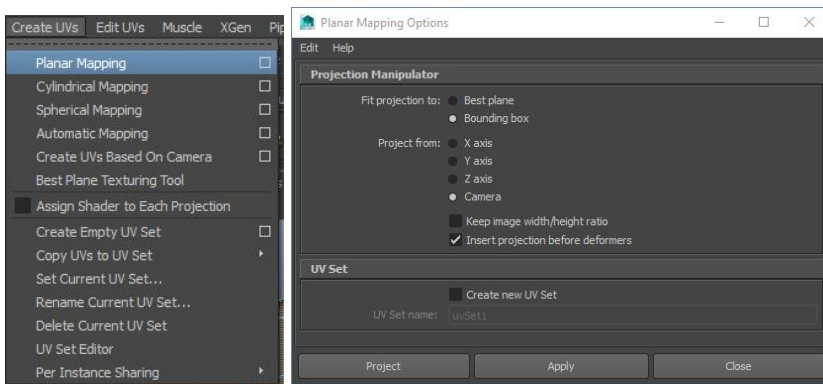 Create UVs Edit UVs Muscle XGen
Planar Mapping
Cylindrical Mapping
Spherical Mapping
Automatic Mapping
Create UVs Based On Camera
Best Plane Texturing Tool
Assign Shader to Each Projection
Create Empty UV Set
Copy UVs to UV Set
Set Current UV Set...
Rename Current UV Set...
Delete Current UV Set
UV Set Editor
Per Instance Sharing
Planar Mapping Options
Edit Help
Projection Manipulator
Fit projection to: Best plane
Bounding box
Project from: X axis
Y axis
Z axis
Camera
Keep image width/height ratio
Insert projection before deformers
UV Set
Create new UV Set
UV Set name: uvSet1
Project Apply Close